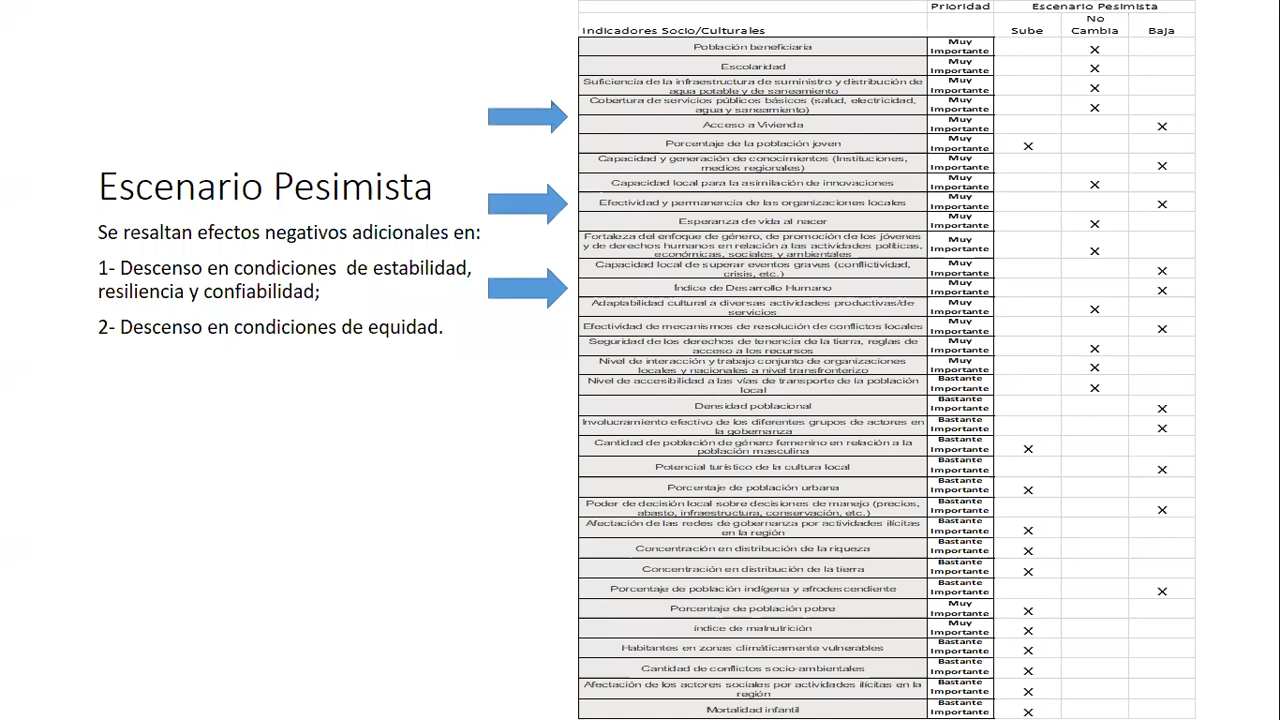 Escenario Pesimista
Se resaltan efectos negativos adicionales en:
1- Descenso en condiciones de estabilidad,
resiliencia y confiabilidad;
2- Descenso en condiciones de equidad.
Prioridad Escenario Pesimista
Indicadores Socio/Culturales Sube No Cambia Baja
Población beneficiaria Muy Importante X
Escolaridad Muy Importante X
Suficiencia de la infraestructura de suministro y distribución de
agua potable y de saneamiento Muy Importante X
Cobertura de servicios públicos básicos (salud, electricidad,
agua y saneamiento) Muy Importante X
Acceso a Vivienda Muy Importante X
Porcentaje de la población joven Muy Importante X
Capacidad y generación de conocimientos (Instituciones,
medios regionales) Muy Importante X
Capacidad local para la asimilación de innovaciones Muy Importante X
Efectividad y permanencia de las organizaciones locales Muy Importante X
Esperanza de vida al nacer Muy Importante X
Fortaleza del enfoque de género, de promoción de los jóvenes
y de derechos humanos en relación a las actividades políticas,
económicas, sociales y ambientales Muy Importante X
Capacidad local de superar eventos graves (conflictividad,
crisis, etc.) Muy Importante X
Índice de Desarrollo Humano Muy Importante X
Adaptabilidad cultural a diversas actividades productivas/de
servicios Muy Importante X
Efectividad de mecanismos de resolución de conflictos locales Muy Importante X
Seguridad de los derechos de tenencia de la tierra, reglas de
acceso a los recursos Muy Importante X
Nivel de interacción y trabajo conjunto de organizaciones
locales y nacionales a nivel transfronterizo Muy Importante X
Nivel de accesibilidad a las vías de transporte de la población
local Bastante Importante X
Densidad poblacional Bastante Importante X
Involucramiento efectivo de los diferentes grupos de actores en
la gobernanza Bastante Importante X
Cantidad de población de género femenino en relación a la
población masculina Bastante Importante X
Potencial turístico de la cultura local Bastante Importante X
Porcentaje de población urbana Bastante Importante X
Poder de decisión local sobre decisiones de manejo (precios,
abasto, infraestructura, conservación, etc.) Bastante Importante X
Afectación de las redes de gobernanza por actividades ilícitas
en la región Bastante Importante X
Concentración en distribución de la riqueza Bastante Importante X
Concentración en distribución de la tierra Bastante Importante X
Porcentaje de población indígena y afrodescendiente Bastante Importante X
Porcentaje de población pobre Muy Importante X
índice de malnutrición Muy Importante X
Habitantes en zonas climáticamente vulnerables Bastante Importante X
Cantidad de conflictos socio-ambientales Bastante Importante X
Afectación de los actores sociales por actividades ilícitas en la
región Bastante Importante X
Mortalidad infantil Bastante Importante X